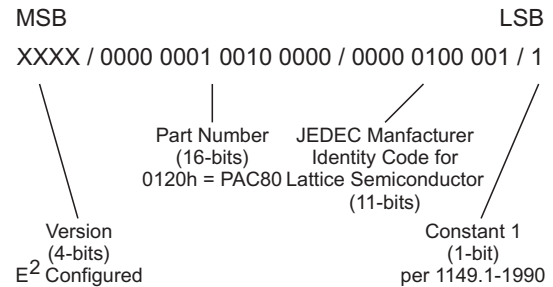 MSB LSB
XXXX / 0000 0001 0010 0000 / 0000 0100 001 / 1
Part Number
(16-bits)
0120h = PAC80
JEDEC Manfacturer
Identity Code for
Lattice Semiconductor
(11-bits)
Version
(4-bits)
E² Configured
Constant 1
(1-bit)
per 1149.1-1990